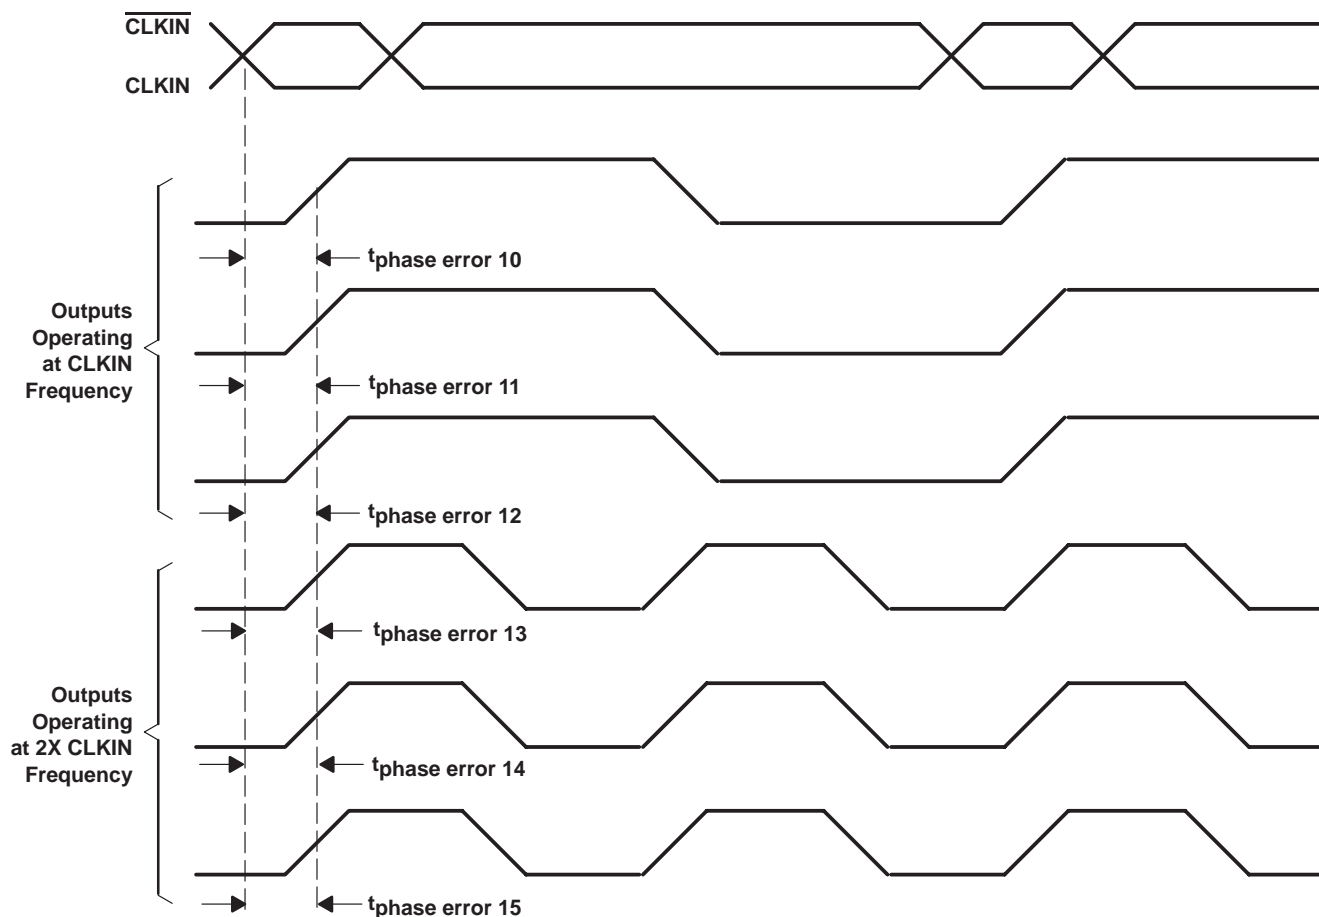 CLKIN
CLKIN
tphase error 10
Outputs
Operating
at CLKIN
Frequency
tphase error 11
tphase error 12
tphase error 13
Outputs
Operating
at 2X CLKIN
Frequency
tphase error 14
tphase error 15